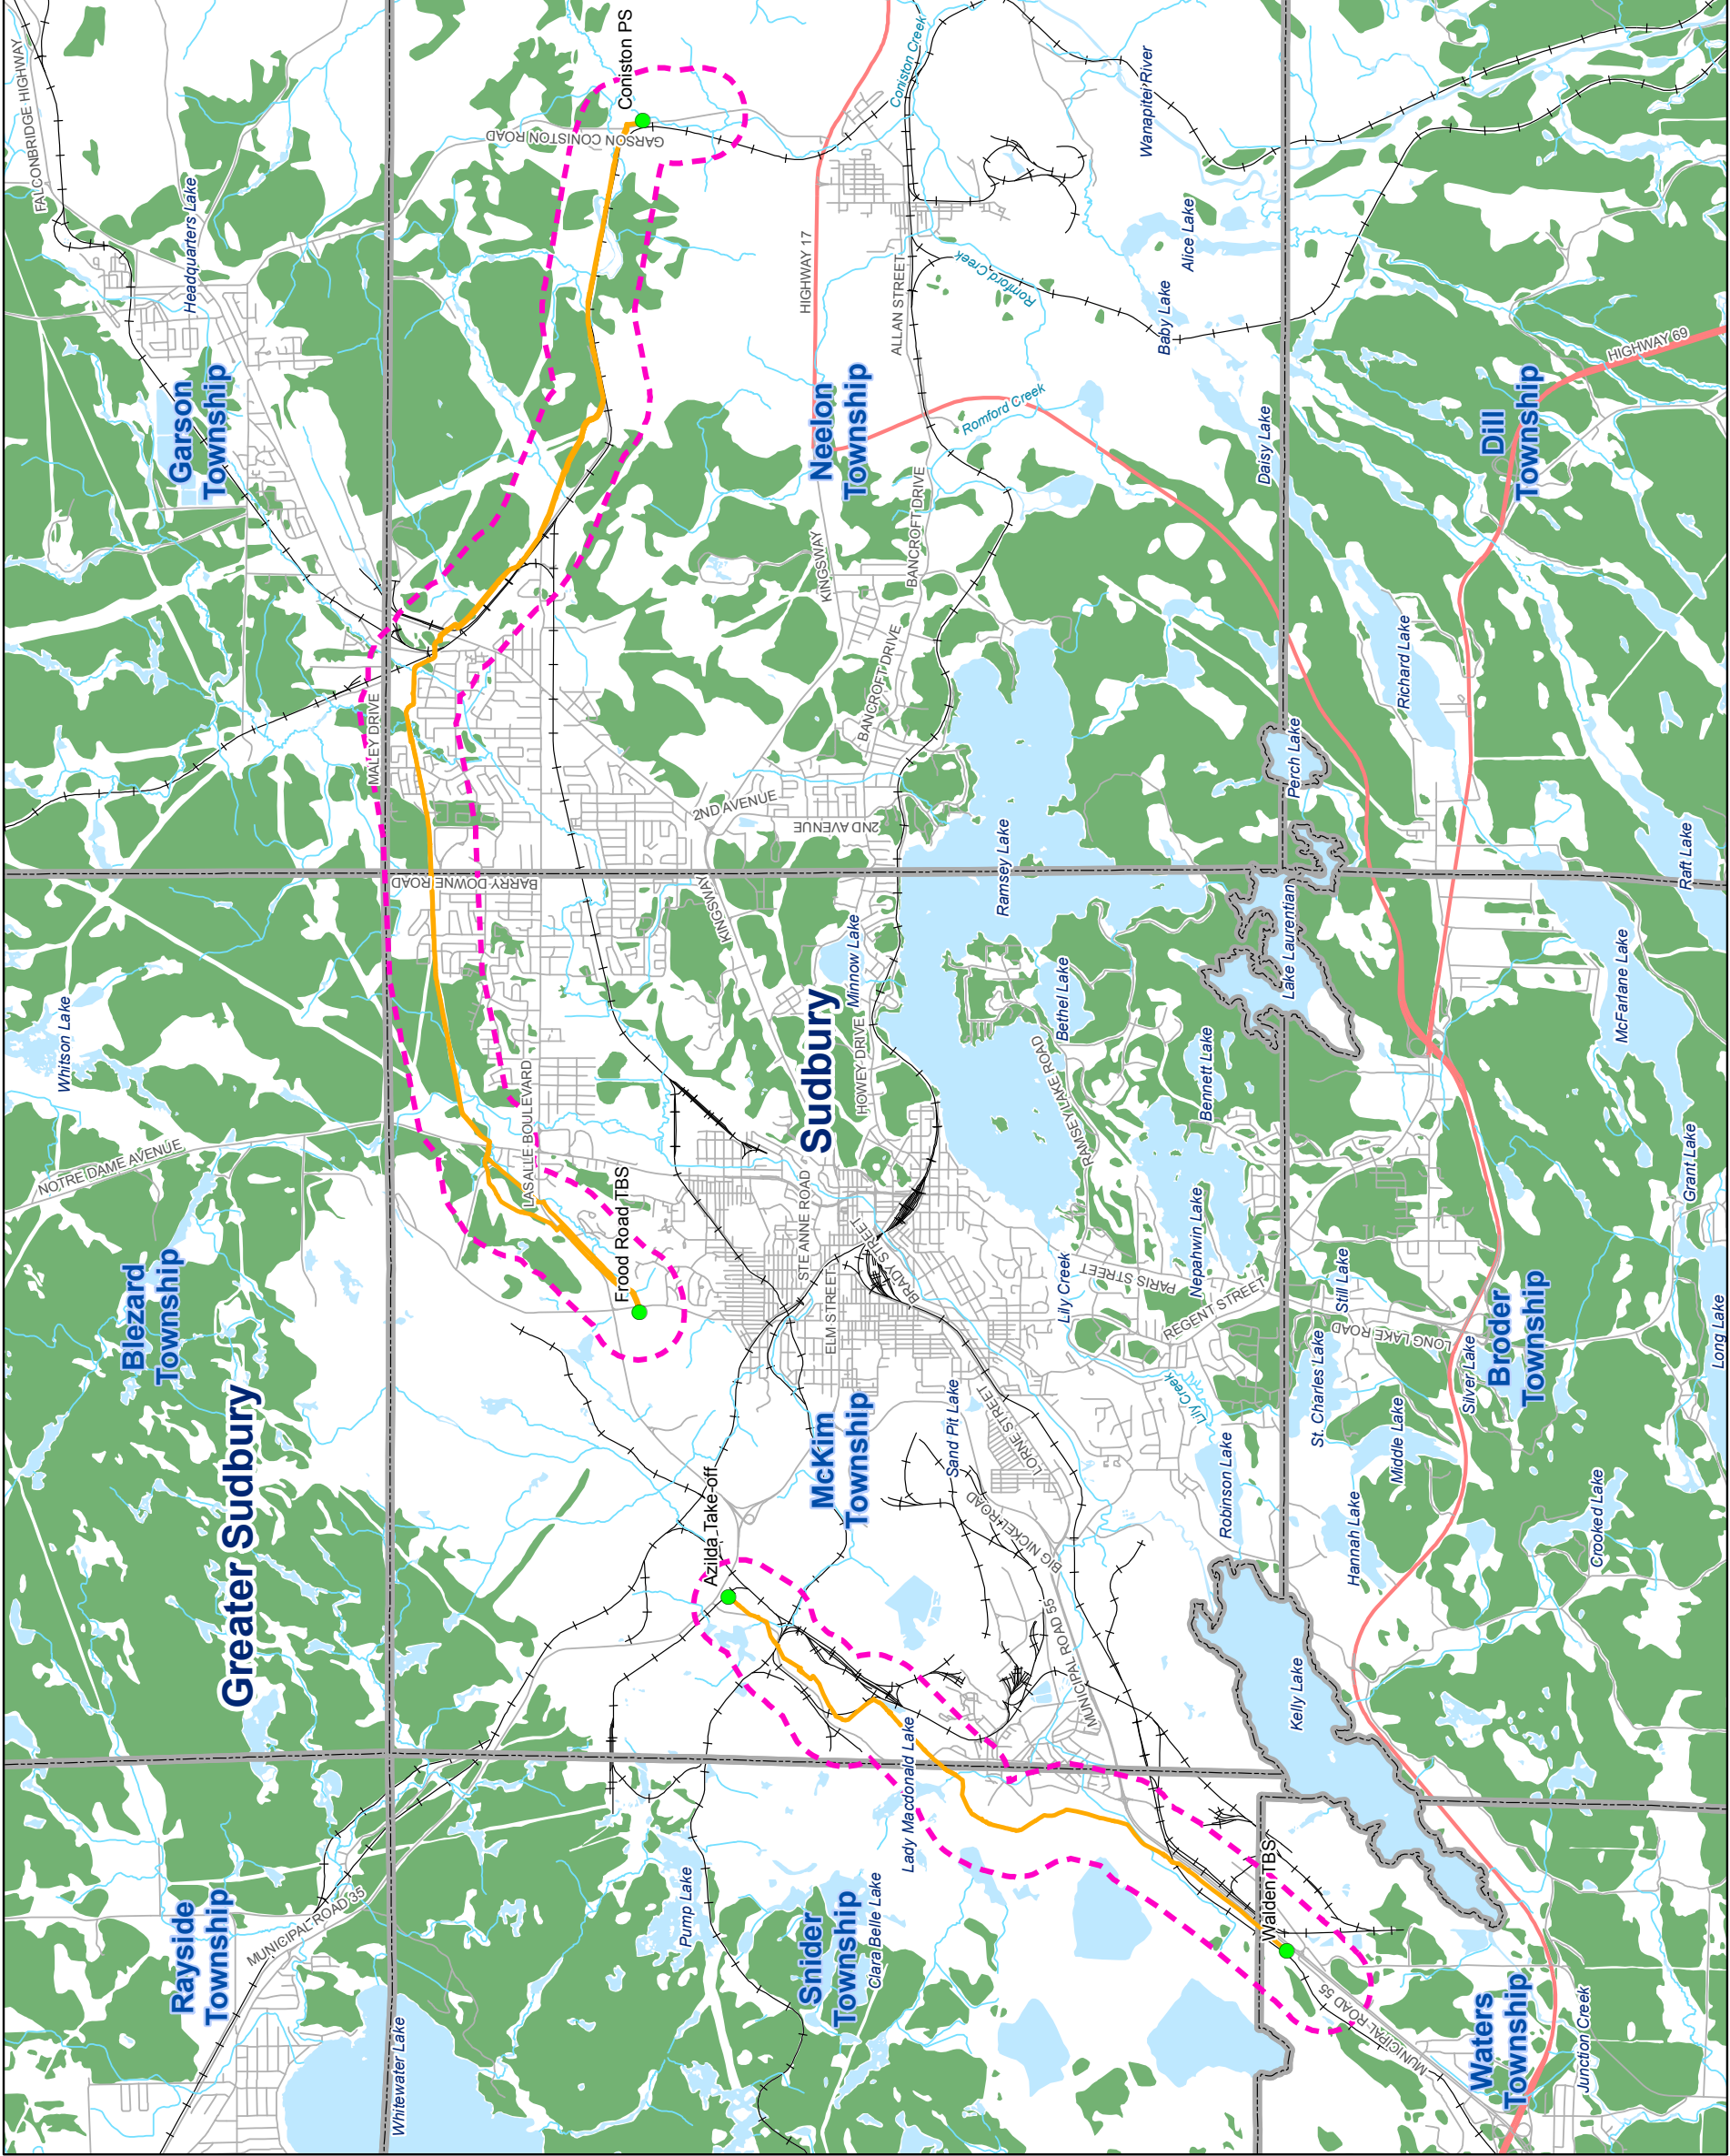 FALCONBRIDGE HIGHWAY
Headquarters Lake
Garson
Township
Whitson Lake
NOTRE DAME AVENUE
Blezard
Township
Greater Sudbury
Rayside
Township
MUNICIPAL ROAD 35
Whitewater Lake
MALEY DRIVE
BARRY DOWNE ROAD
GARSON CONISTON ROAD
Coniston PS
LASALLE BOULEVARD
Frood Road TBS
Azilda Take-off
Pump Lake
KINGSWAY
2ND AVENUE
2ND AVENUE
HIGHWAY 17
Neelon
Township
KINGSWAY
Sudbury
STE ANNE ROAD
ELM STREET
McKim
Township
Snider
Township
Clara Belle Lake
Coniston Creek
ALLAN STREET
BANCROFT DRIVE
BANCROFT DRIVE
Minnow Lake
HOWEY DRIVE
BRADY STREET
Lady Macdonald Lake
Romford Creek
Romford Creek
Ramsey Lake
Sand Pit Lake
LORNE STREET
BIG NICKEL ROAD
MUNICIPAL ROAD 55
Bethel Lake
RAMSEY LAKE ROAD
Lily Creek
PARIS STREET
Wanapitei River
Alice Lake
Baby Lake
Bennett Lake
Nepahwin Lake
REGENT STREET
Lily Creek
Robinson Lake
Daisy Lake
Perch Lake
Lake Laurentian
Kelly Lake
Walden TBS
Still Lake
St. Charles Lake
LONG LAKE ROAD
Hannah Lake
MUNICIPAL ROAD 55
Richard Lake
Middle Lake
Silver Lake
Dill
Township
Broder
Township
Waters
Township
Junction Creek
Crooked Lake
McFarlane Lake
HIGHWAY 69
Raft Lake
Grant Lake
Long Lake